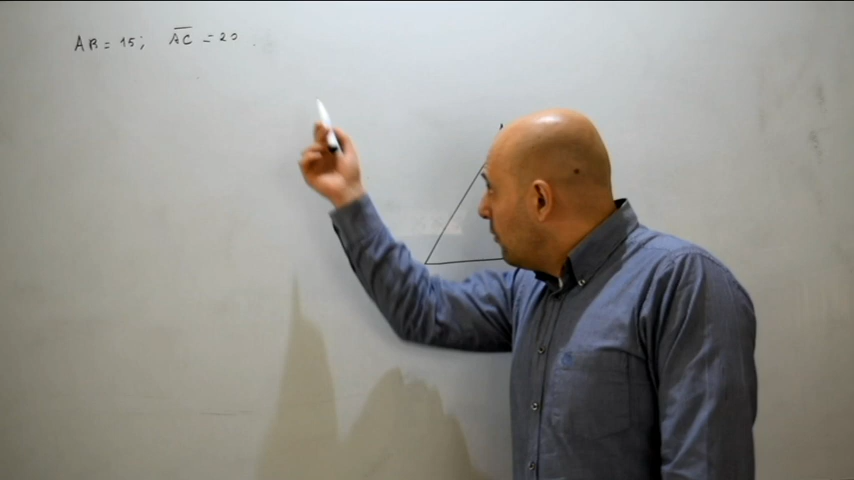 AB = 15; AC = 20.